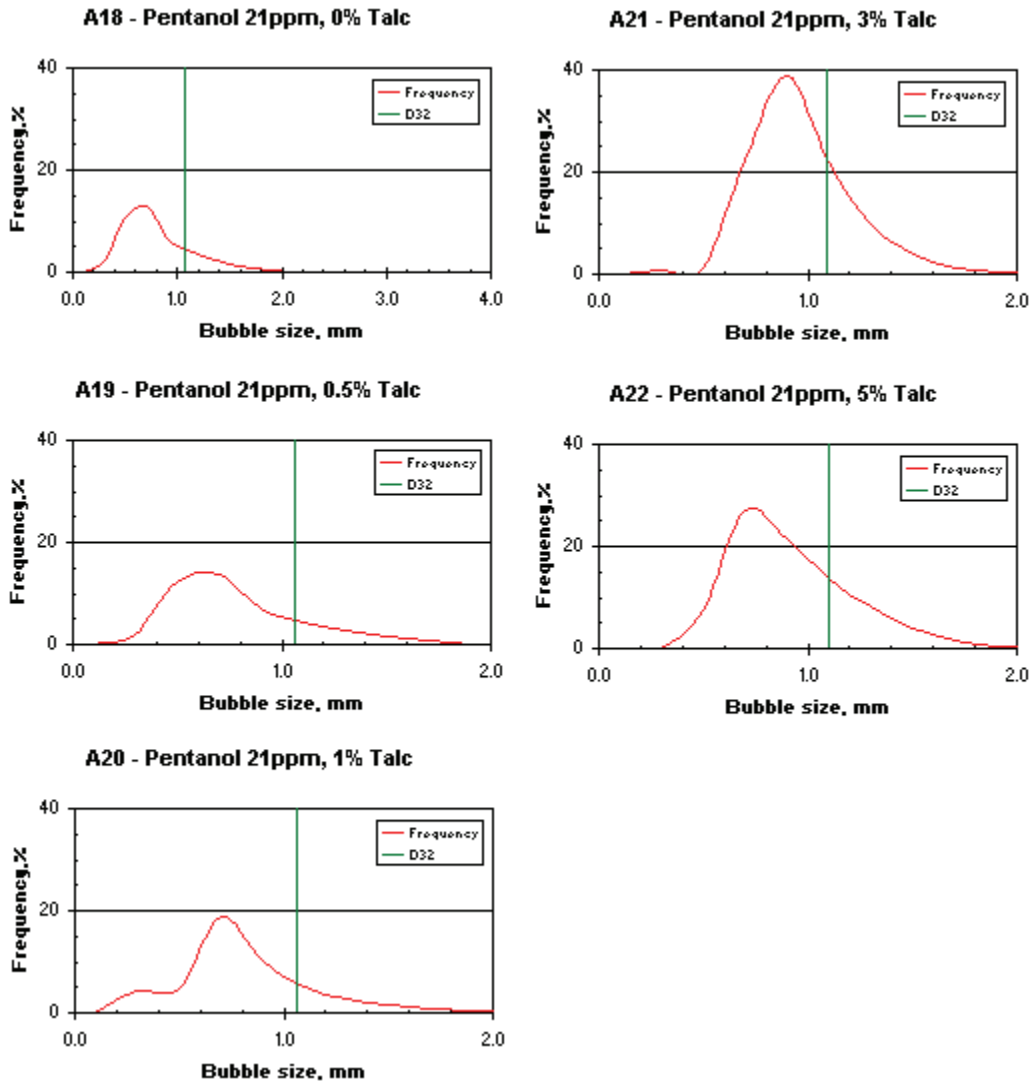 A18 - Pentanol 21ppm, 0% Talc
40
20
0
Frequency,%
Frequency
D32
0.0 1.0 2.0 3.0 4.0
Bubble size, mm
A19 - Pentanol 21ppm, 0.5% Talc
40
20
0
Frequency,%
Frequency
D32
0.0 1.0 2.0
Bubble size, mm
A20 - Pentanol 21ppm, 1% Talc
40
20
0
Frequency,%
Frequency
D32
0.0 1.0 2.0
Bubble size, mm
A21 - Pentanol 21ppm, 3% Talc
40
20
0
Frequency,%
Frequency
D32
0.0 1.0 2.0
Bubble size, mm
A22 - Pentanol 21ppm, 5% Talc
40
20
0
Frequency,%
Frequency
D32
0.0 1.0 2.0
Bubble size, mm